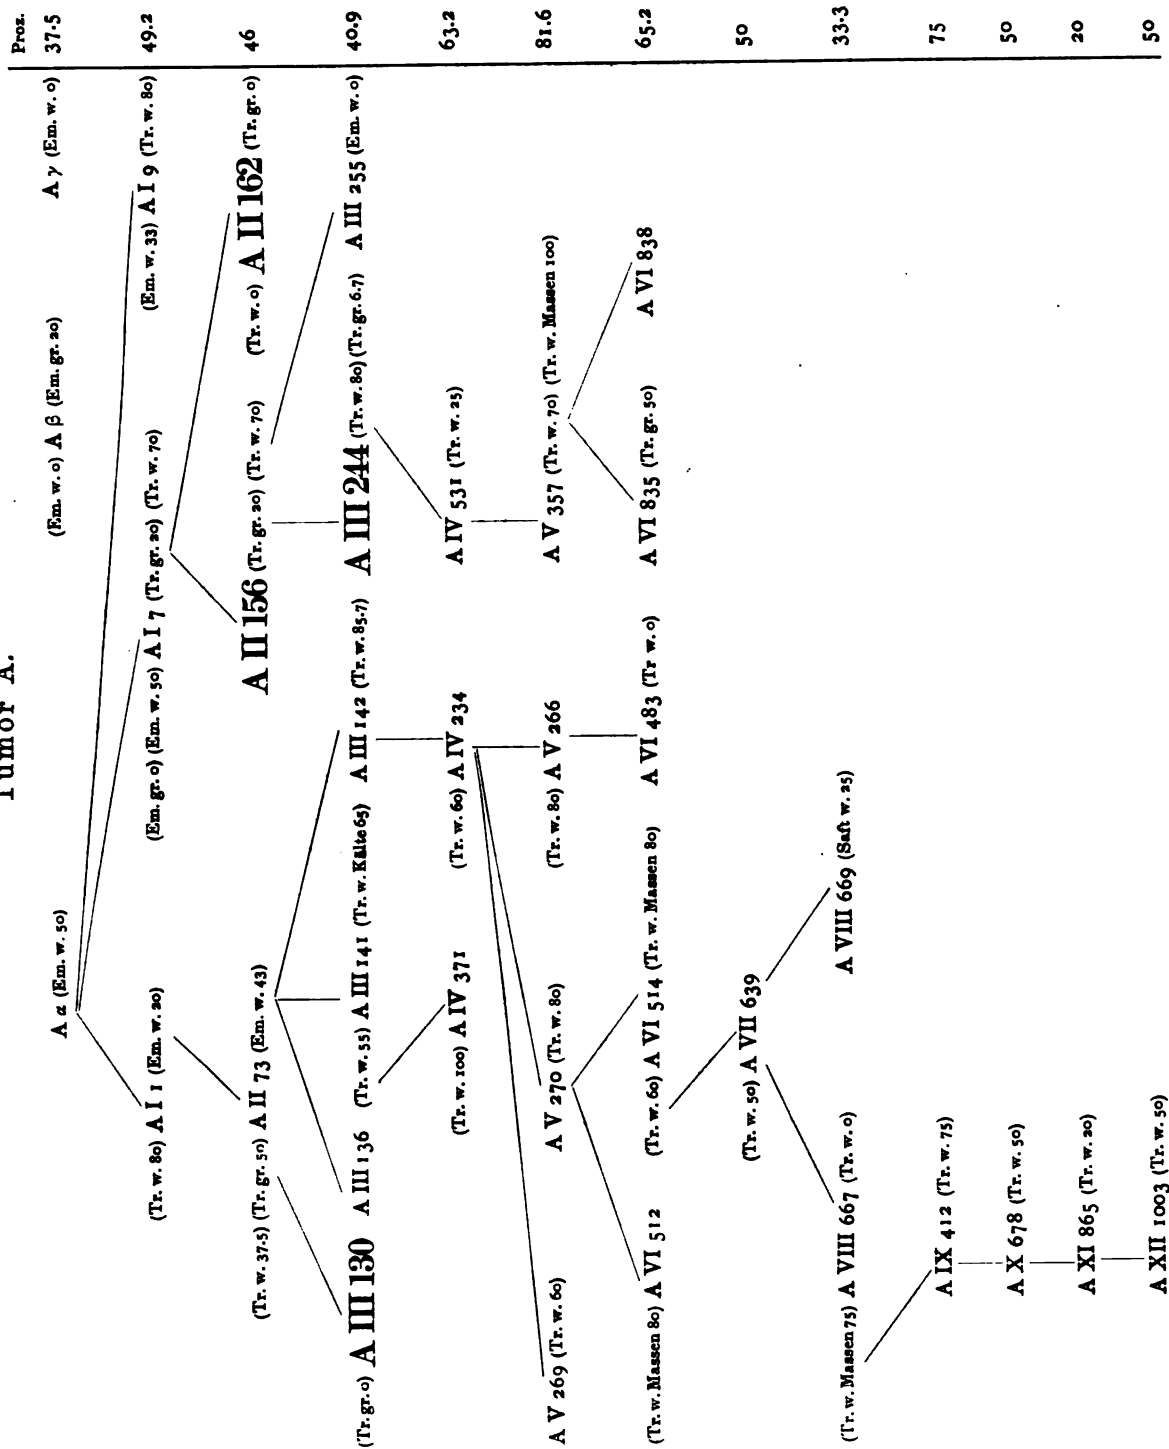 Tumor A.
Proz.
A α (Em. w. 50) (Em. w. 0) A β (Em. gr. 20) A γ (Em. w. 0) 37.5
(Tr. w. 80) A I 1 (Em. w. 20) (Em. gr. 0) (Em. w. 50) A I 7 (Tr. gr. 20) (Tr. w. 70) (Em. w. 33) A I 9 (Tr. w. 80) 49.2
(Tr. w. 37.5) (Tr. gr. 50) A II 73 (Em. w. 43) A II 156 (Tr. gr. 20) (Tr. w. 70) (Tr. w. 0) A II 162 (Tr. gr. 0) 46
(Tr. gr. 0) A III 130 A III 136 (Tr. w. 55) A III 141 (Tr. w. Kälte 65) A III 142 (Tr. w. 85.7) A III 244 (Tr. w. 80) (Tr. gr. 6.7) A III 255 (Em. w. 0) 40.9
(Tr. w. 100) A IV 371 (Tr. w. 60) A IV 234 A IV 531 (Tr. w. 25) 63.2
A V 269 (Tr. w. 60) A V 270 (Tr. w. 80) (Tr. w. 80) A V 266 A V 357 (Tr. w. 70) (Tr. w. Massen 100) 81.6
(Tr. w. Massen 80) A VI 512 (Tr. w. 60) A VI 514 (Tr. w. Massen 80) A VI 483 (Tr w. 0) A VI 835 (Tr. gr. 50) A VI 838 65.2
(Tr. w. 50) A VII 639 50
(Tr. w. Massen 75) A VIII 667 (Tr. w. 0) A VIII 669 (Saft w. 25) 33.3
A IX 412 (Tr. w. 75) 75
A X 678 (Tr. w. 50) 50
A XI 865 (Tr. w. 20) 20
A XII 1003 (Tr. w. 50) 50